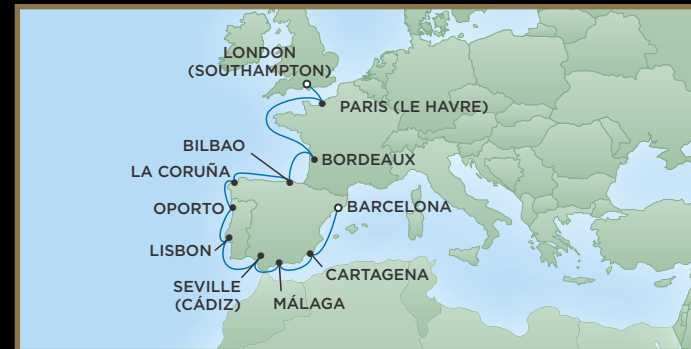 LONDON
(SOUTHAMPTON)
PARIS (LE HAVRE)
BILBAO
BORDEAUX
LA CORUÑA
OPORTO
BARCELONA
LISBON
CARTAGENA
SEVILLE
(CÁDIZ)
MÁLAGA